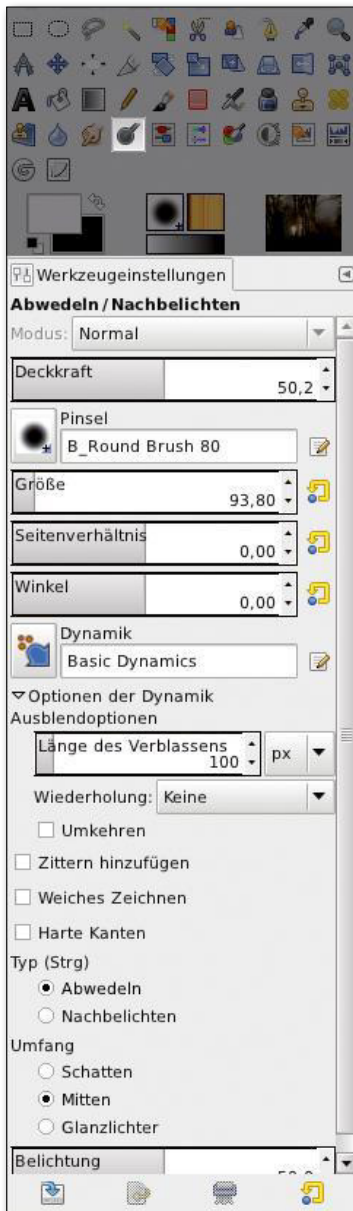 Werkzeugeinstellungen
Abwedeln / Nachbelichten
Modus: Normal
Deckkraft
50,2
Pinsel
B_Round Brush 80
Größe
93,80
Seitenverhältnis
0,00
Winkel
0,00
Dynamik
Basic Dynamics
Optionen der Dynamik
Ausblendoptionen
Länge des Verblassens
100 px
Wiederholung: Keine
Umkehren
Zittern hinzufügen
Weiches Zeichnen
Harte Kanten
Typ (Strg)
Abwedeln
Nachbelichten
Umfang
Schatten
Mitten
Glanzlichter
Belichtung